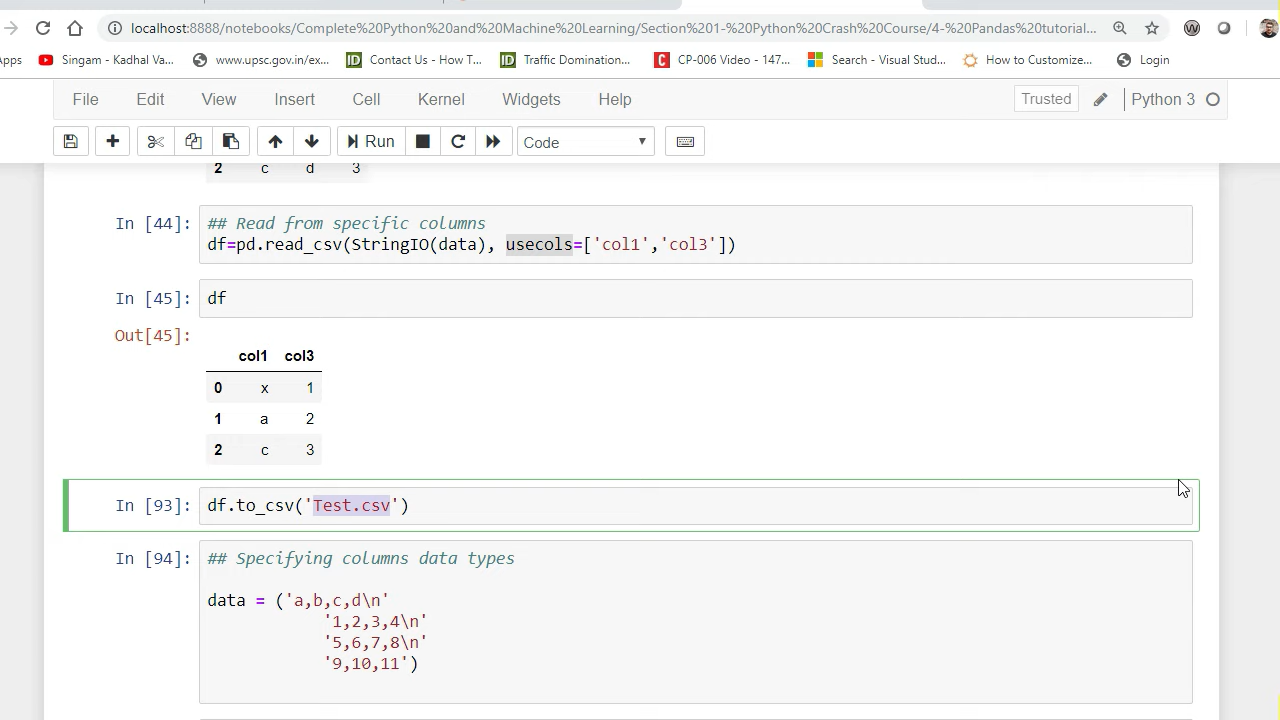 localhost:8888/notebooks/Complete%20Python%20and%20Machine%20Learning/Section%201-%20Python%20Crash%20Course/4-%20Pandas%20tutorial...
Apps Singam Kadhal Va... www.upsc.gov.in/ex... ID Contact Us - How T... ID Traffic Domination... C CP-006 Video - 147... Search - Visual Stud... How to Customize... Login
File Edit View Insert Cell Kernel Widgets Help Trusted Python 3
Run Code
2 c d 3
In [44]: ## Read from specific columns
df=pd.read_csv(StringIO(data), usecols=['col1','col3'])
In [45]: df
Out[45]:
col1 col3
0 x 1
1 a 2
2 c 3
In [93]: df.to_csv('Test.csv')
In [94]: ## Specifying columns data types
data = ('a,b,c,d\n'
'1,2,3,4\n'
'5,6,7,8\n'
'9,10,11')